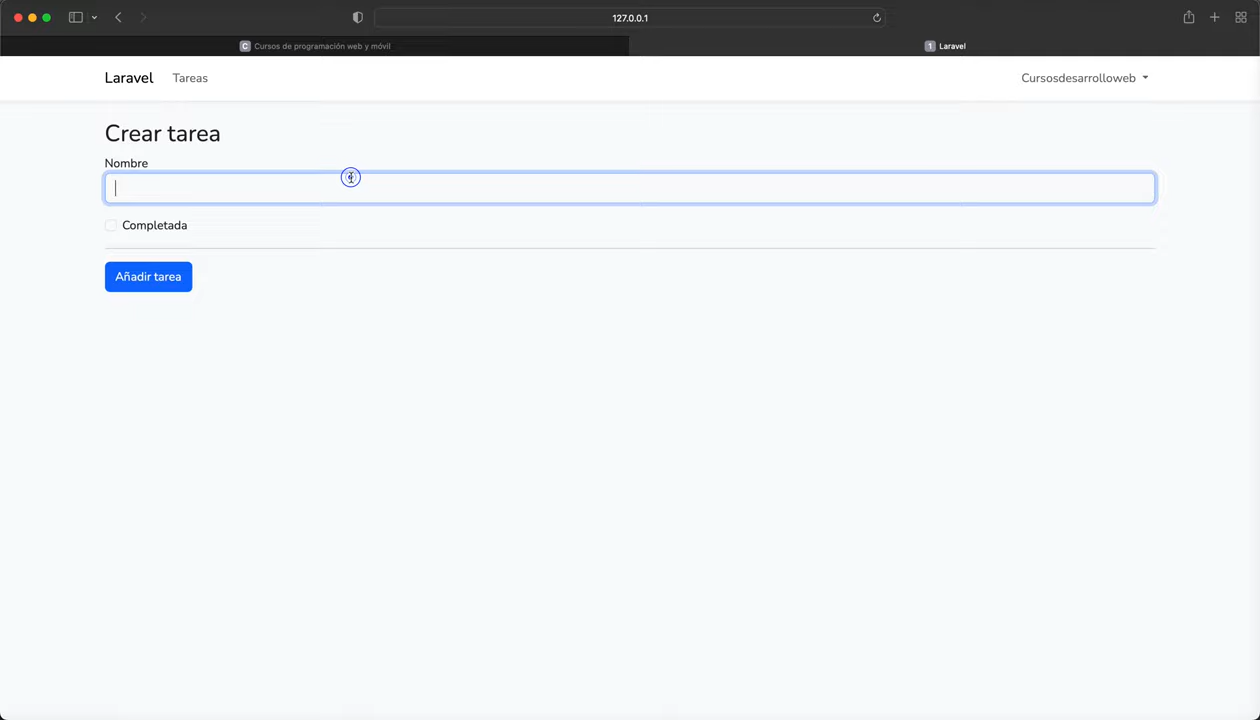 127.0.0.1
C Cursos de programación web y móvil
1 Laravel
Laravel Tareas Cursosdesarrolloweb
Crear tarea
Nombre
Completada
Añadir tarea